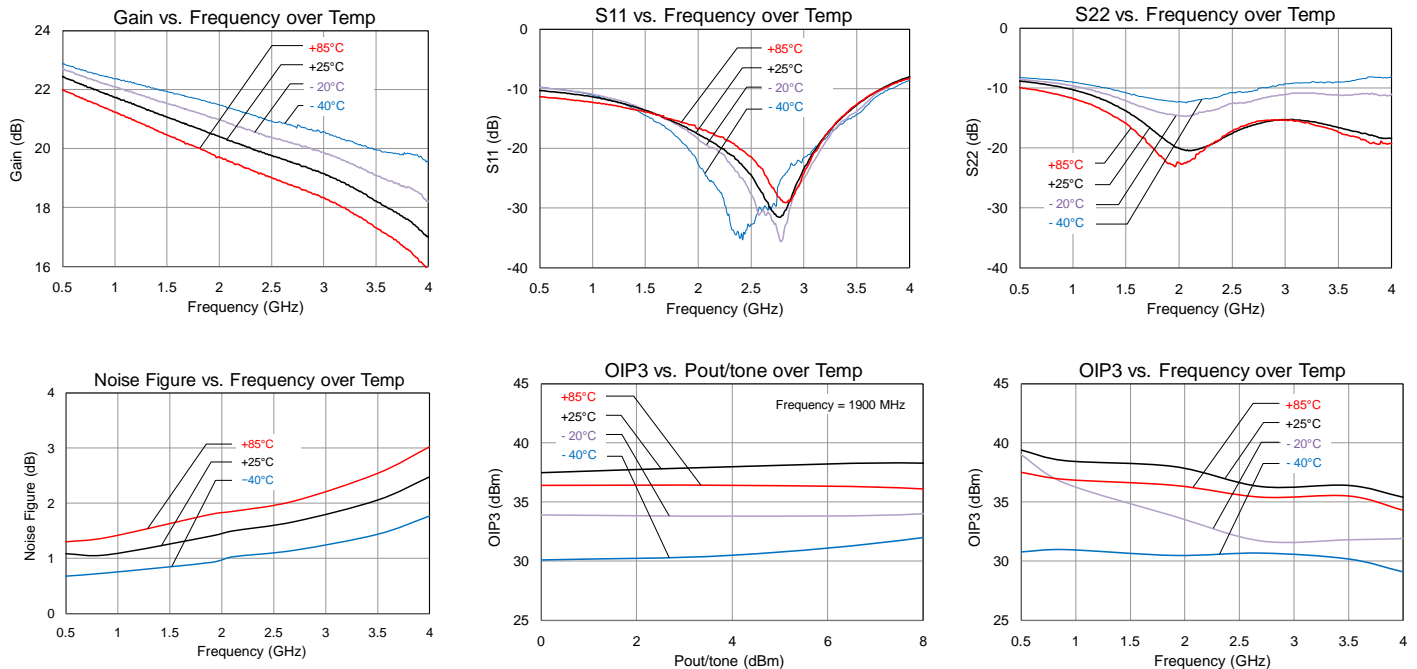 Gain vs. Frequency over Temp
24
22
20
18
16
Gain (dB)
+85°C
+25°C
- 20°C
- 40°C
0.5 1 1.5 2 2.5 3 3.5 4
Frequency (GHz)
S11 vs. Frequency over Temp
0
-10
-20
-30
-40
S11 (dB)
+85°C
+25°C
- 20°C
- 40°C
0.5 1 1.5 2 2.5 3 3.5 4
Frequency (GHz)
S22 vs. Frequency over Temp
0
-10
-20
-30
-40
S22 (dB)
+85°C
+25°C
- 20°C
- 40°C
0.5 1 1.5 2 2.5 3 3.5 4
Frequency (GHz)
Noise Figure vs. Frequency over Temp
4
3
2
1
0
Noise Figure (dB)
+85°C
+25°C
−40°C
0.5 1 1.5 2 2.5 3 3.5 4
Frequency (GHz)
OIP3 vs. Pout/tone over Temp
45
40
35
30
25
OIP3 (dBm)
+85°C
+25°C
- 20°C
- 40°C
Frequency = 1900 MHz
0 2 4 6 8
Pout/tone (dBm)
OIP3 vs. Frequency over Temp
45
40
35
30
25
OIP3 (dBm)
+85°C
+25°C
- 20°C
- 40°C
0.5 1 1.5 2 2.5 3 3.5 4
Frequency (GHz)